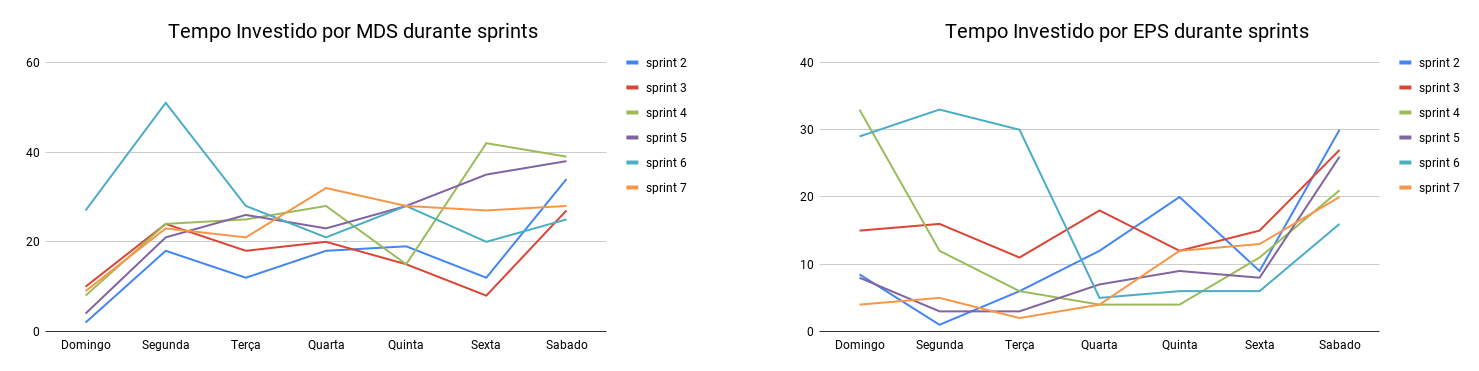 Tempo Investido por MDS durante sprints
60
40
20
0
Domingo Segunda Terça Quarta Quinta Sexta Sabado
sprint 2
sprint 3
sprint 4
sprint 5
sprint 6
sprint 7
Tempo Investido por EPS durante sprints
40
30
20
10
0
Domingo Segunda Terça Quarta Quinta Sexta Sabado
sprint 2
sprint 3
sprint 4
sprint 5
sprint 6
sprint 7